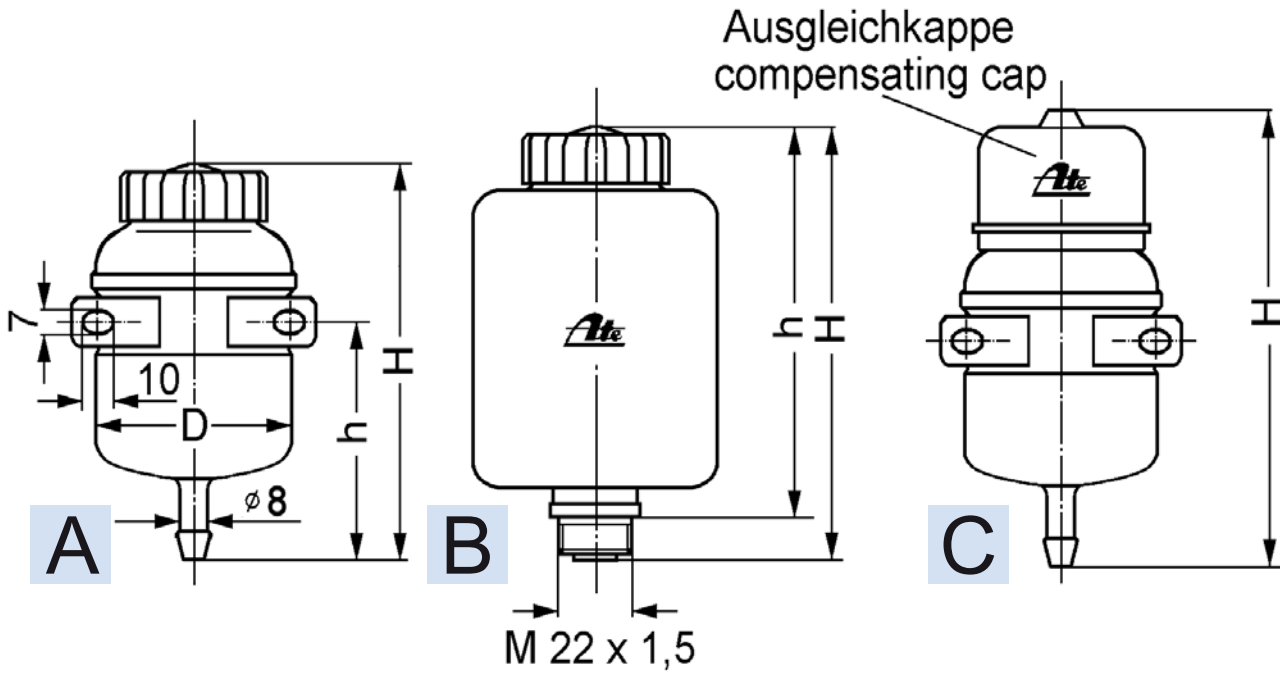 Ausgleichkappe
compensating cap
Ate
Ate
7
10
D
h
H
ø 8
A
h
H
B
M 22 x 1,5
H
C